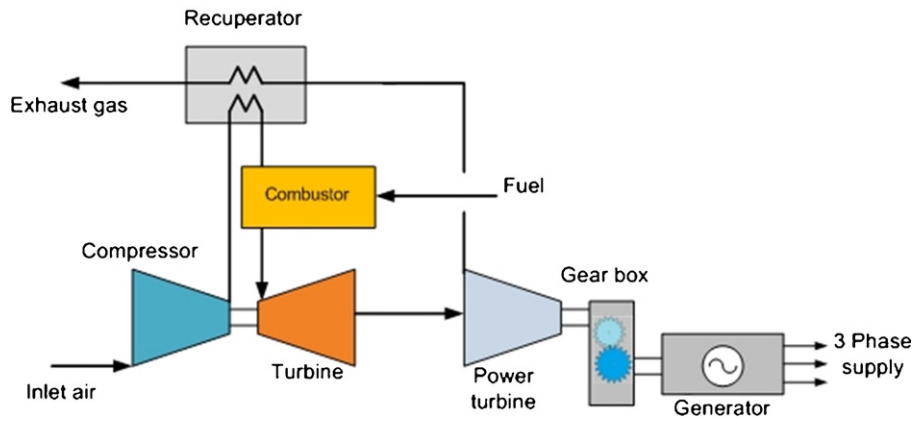 Recuperator
Exhaust gas
Combustor
Fuel
Compressor
Gear box
3 Phase
supply
Turbine
Power
turbine
Inlet air
Generator